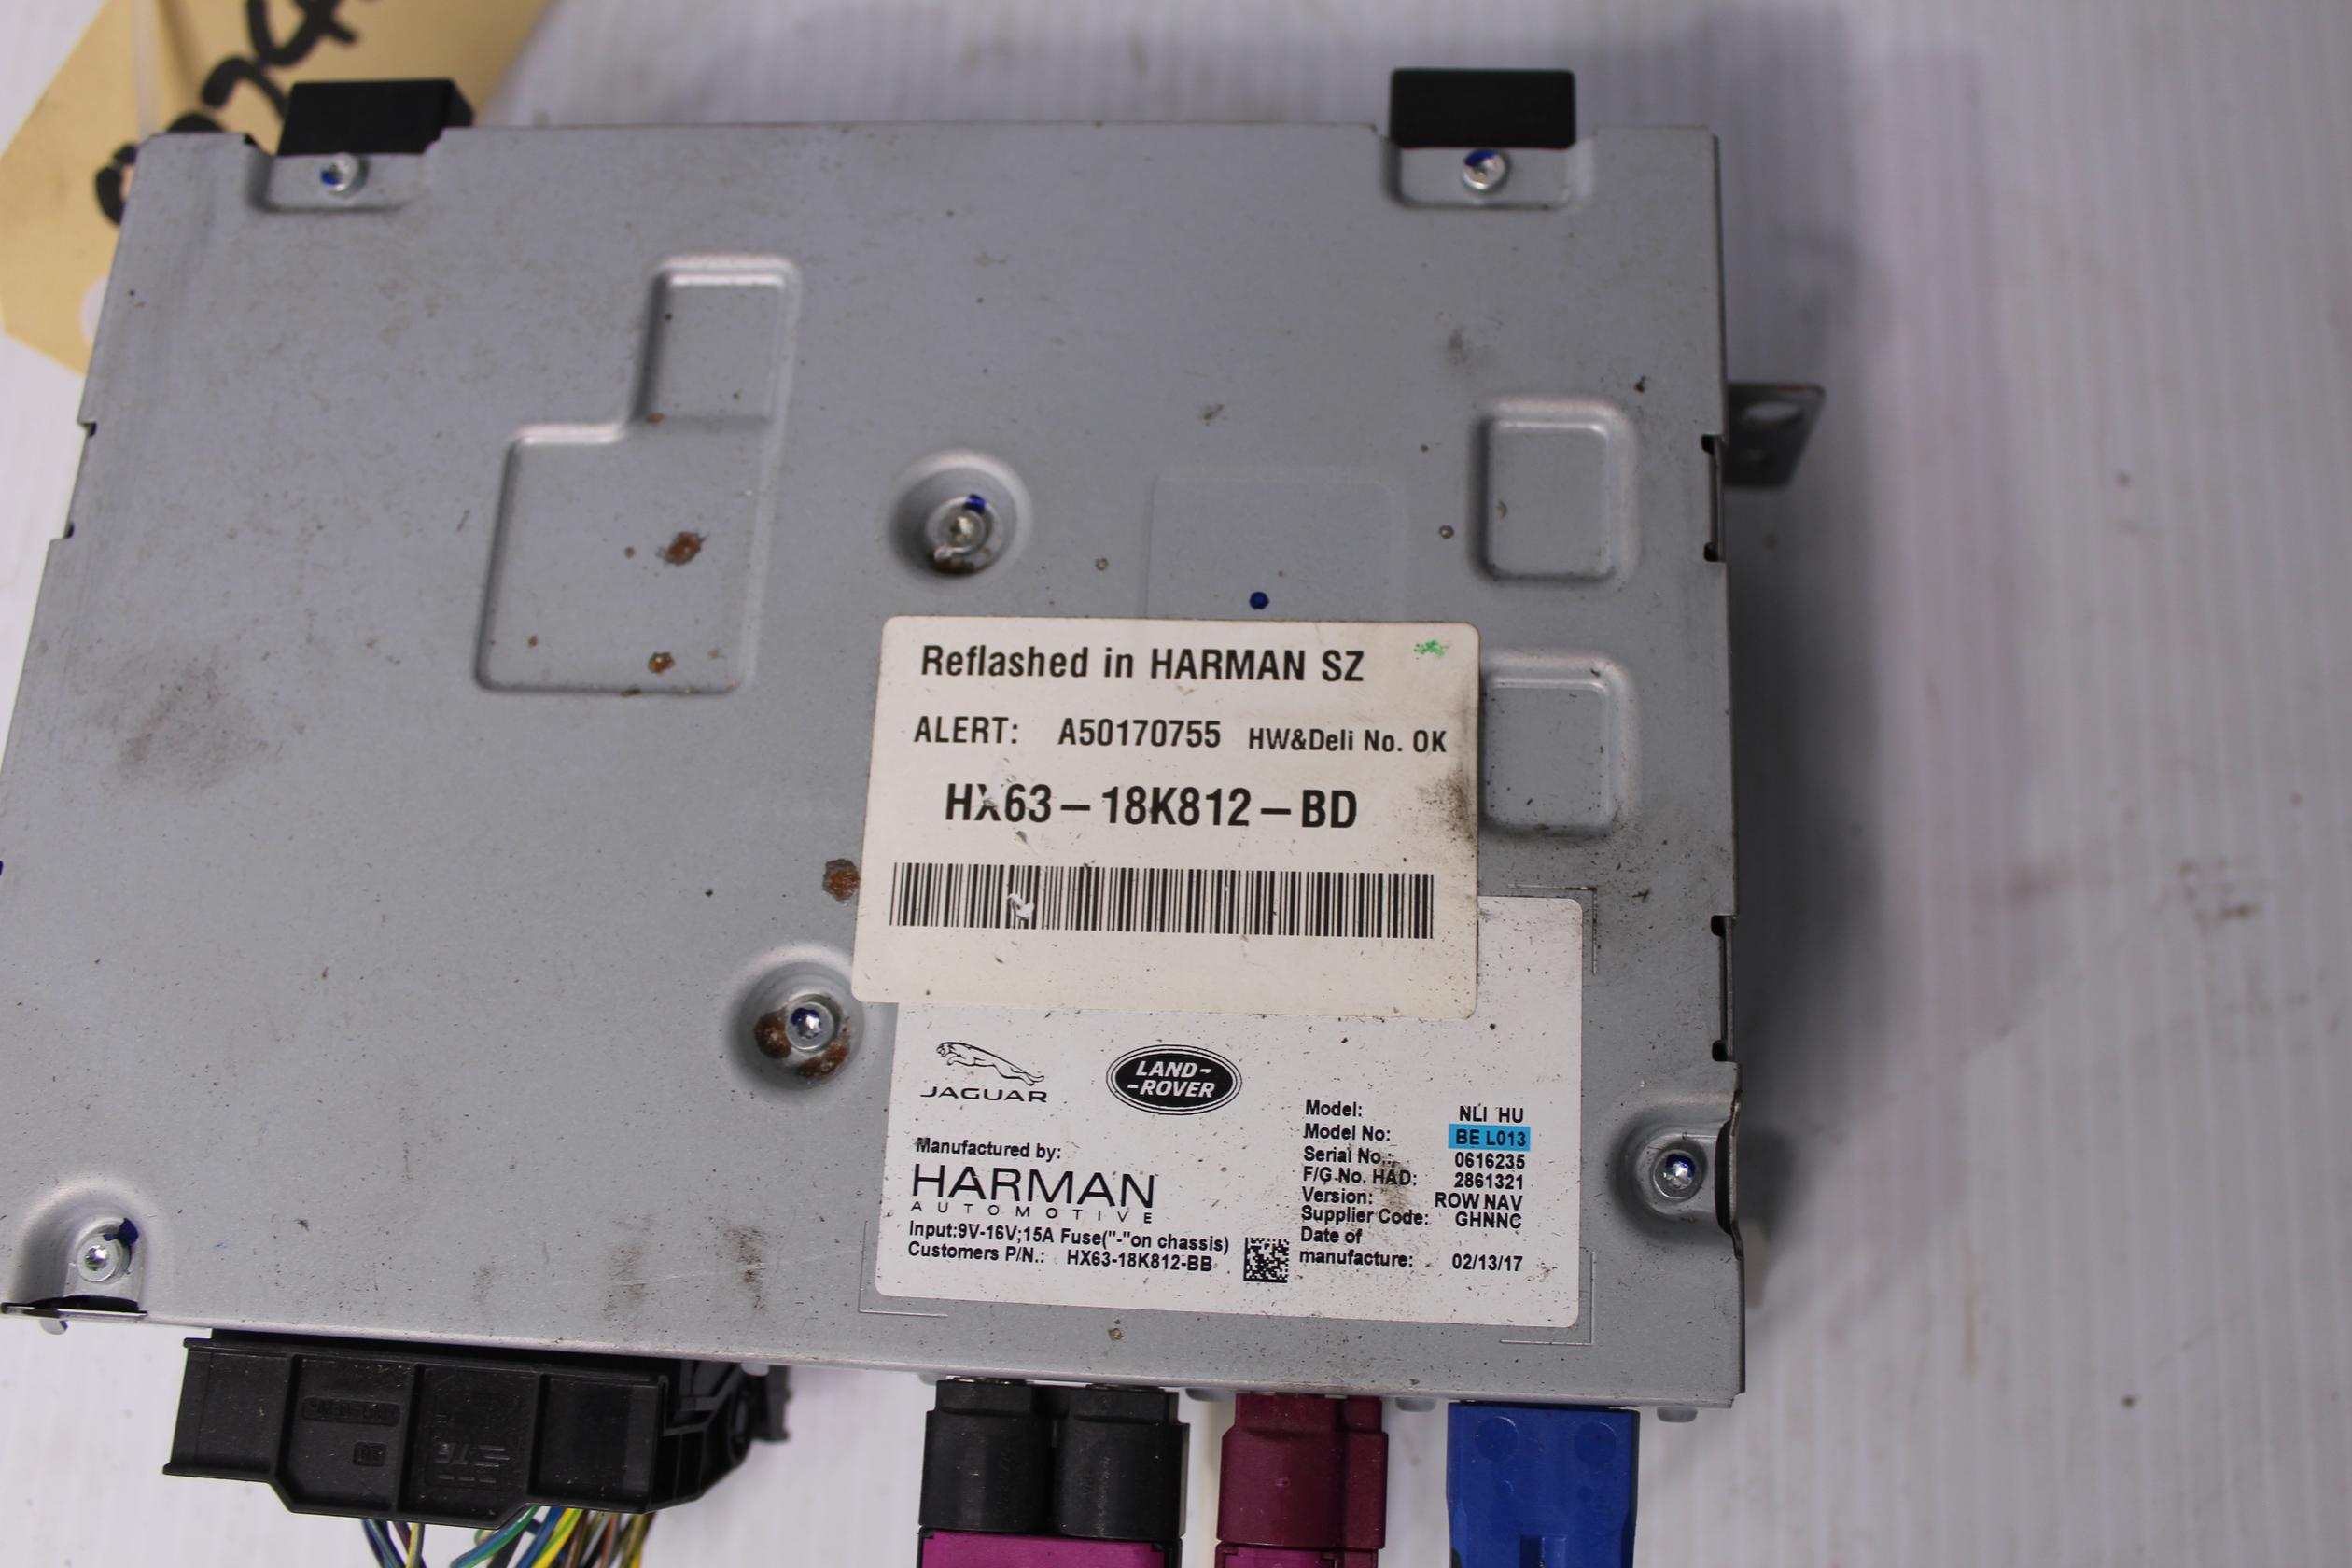 Reflashed in HARMAN SZ
ALERT: A50170755 HW&Deli No. OK
HX63-18K812-BD
JAGUAR
LAND-
-ROVER
Manufactured by:
HARMAN
AUTOMOTIVE
Input:9V-16V;15A Fuse("-"on chassis)
Customers P/N.: HX63-18K812-BB
Model: NLI HU
Model No: BE L013
Serial No.: 0616235
F/G No. HAD: 2861321
Version: ROW NAV
Supplier Code: GHNNC
Date of
manufacture: 02/13/17